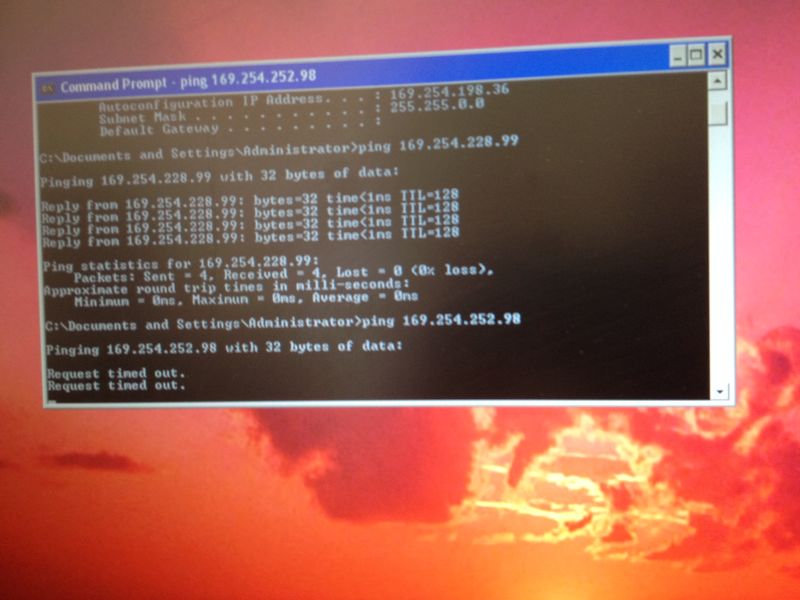 Command Prompt - ping 169.254.252.98
Autoconfiguration IP Address. . . : 169.254.198.36
Subnet Mask . . . . . . . . . . . : 255.255.0.0
Default Gateway . . . . . . . . . :
C:\Documents and Settings\Administrator>ping 169.254.228.99
Pinging 169.254.228.99 with 32 bytes of data:
Reply from 169.254.228.99: bytes=32 time<1ms TTL=128
Reply from 169.254.228.99: bytes=32 time<1ms TTL=128
Reply from 169.254.228.99: bytes=32 time<1ms TTL=128
Reply from 169.254.228.99: bytes=32 time<1ms TTL=128
Ping statistics for 169.254.228.99:
Packets: Sent = 4, Received = 4, Lost = 0 (0% loss),
Approximate round trip times in milli-seconds:
Minimum = 0ms, Maximum = 0ms, Average = 0ms
C:\Documents and Settings\Administrator>ping 169.254.252.98
Pinging 169.254.252.98 with 32 bytes of data:
Request timed out.
Request timed out.